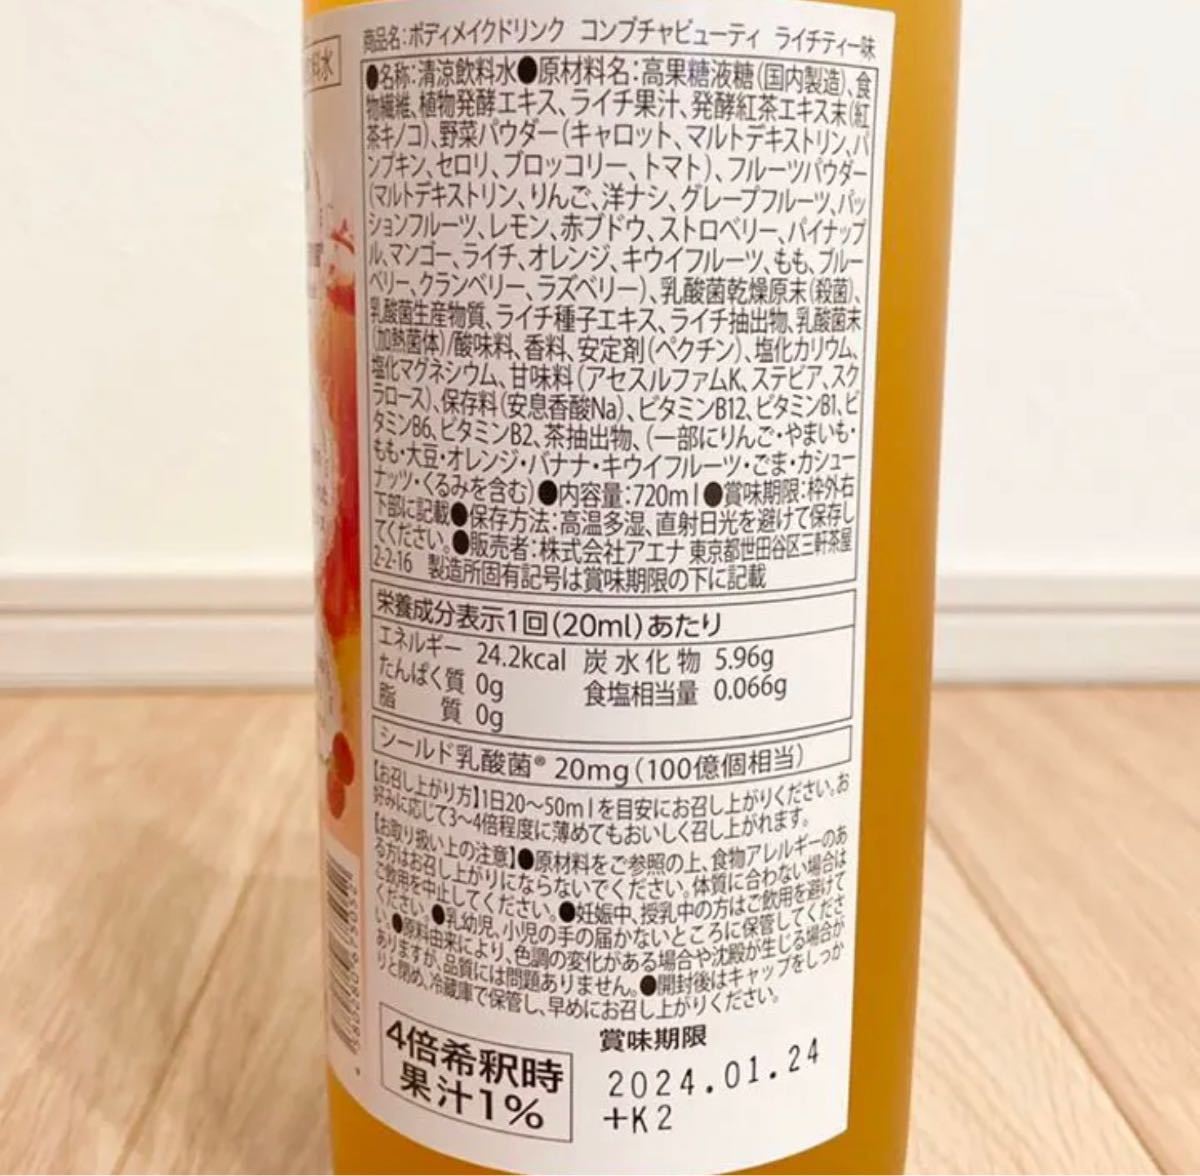 料水
商品名:ボディメイクドリンク コンブチャビューティ ライチティー味
●名称:清涼飲料水●原材料名:高果糖液糖(国内製造)、食
物繊維、植物発酵エキス、ライチ果汁、発酵紅茶エキス末(紅
茶キノコ)、野菜パウダー(キャロット、マルトデキストリン、パ
ンプキン、セロリ、ブロッコリー、トマト)、フルーツパウダー
(マルトデキストリン、りんご、洋ナシ、グレープフルーツ、パッ
ションフルーツ、レモン、赤ブドウ、ストロベリー、パイナップ
ル、マンゴー、ライチ、オレンジ、キウイフルーツ、もも、ブルー
ベリー、クランベリー、ラズベリー)、乳酸菌乾燥原末(殺菌)、
乳酸菌生産物質、ライチ種子エキス、ライチ抽出物、乳酸菌末
(加熱菌体)/酸味料、香料、安定剤(ペクチン)、塩化カリウム、
塩化マグネシウム、甘味料(アセスルファムK、ステビア、スク
ラロース)、保存料(安息香酸Na)、ビタミンB12、ビタミンB1、ビ
タミンB6、ビタミンB2、茶抽出物、(一部にりんご・やまいも・
もも・大豆・オレンジ・バナナ・キウイフルーツ・ごま・カシュー
ナッツ・くるみを含む)●内容量:720ml●賞味期限:枠外右
下部に記載●保存方法:高温多湿、直射日光を避けて保存し
てください。●販売者:株式会社アエナ 東京都世田谷区三軒茶屋
2-2-16 製造所固有記号は賞味期限の下に記載
栄養成分表示1回(20ml)あたり
エネルギー 24.2kcal 炭水化物 5.96g
たんぱく質 0g 食塩相当量 0.066g
脂質 0g
シールド乳酸菌® 20mg(100億個相当)
【お召し上がり方】1日20〜50mlを目安にお召し上がりください。お
好みに応じて3〜4倍程度に薄めてもおいしく召し上がれます。
【お取り扱い上の注意】●原材料をご参照の上、食物アレルギーのあ
る方はお召し上がりにならないでください。体質に合わない場合は
ご飲用を中止してください。●妊娠中、授乳中の方はご飲用を避けて
ください。●乳幼児、小児の手の届かないところに保管してくださ
い。●原料由来により、色調の変化がある場合や沈殿が生じる場合が
ありますが、品質には問題ありません。●開封後はキャップをしっか
りと閉め、冷蔵庫で保管し、早めにお召し上がりください。
4倍希釈時
果汁1%
賞味期限
2024.01.24
+K2